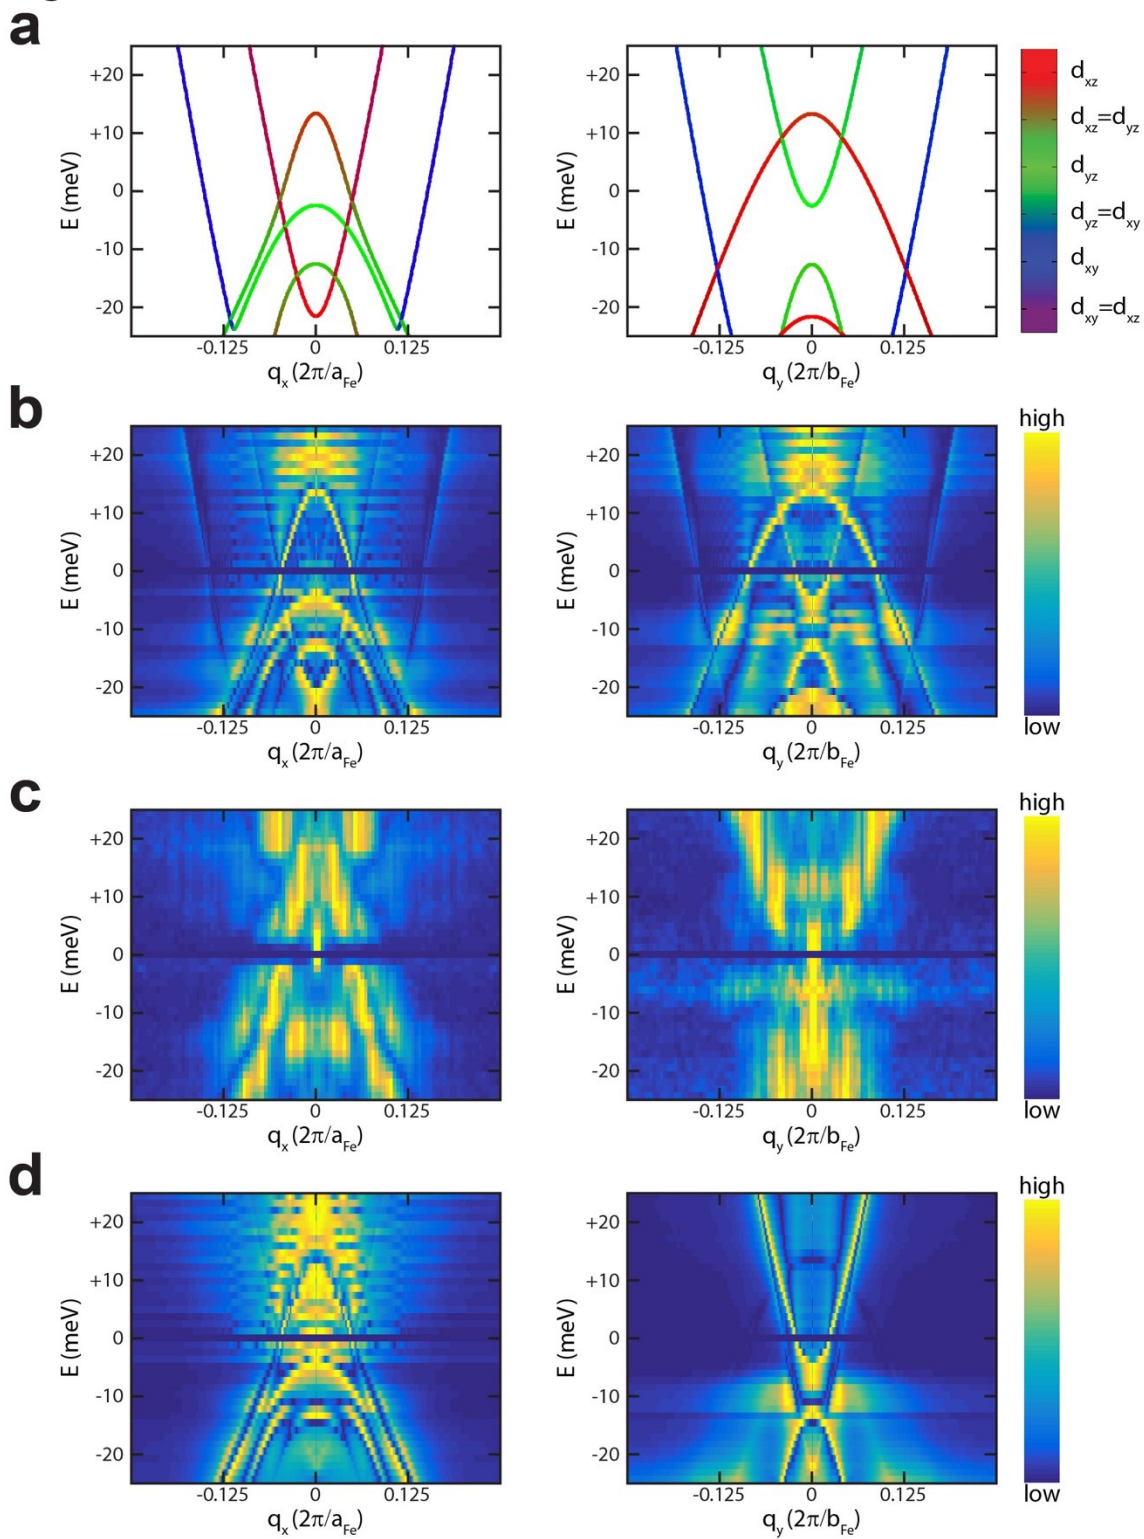 a
+20
+10
0
-10
-20
E (meV)
-0.125 0 0.125
qx (2π/aFe)
+20
+10
0
-10
-20
E (meV)
-0.125 0 0.125
qy (2π/bFe)
dxz
dxz=dyz
dyz
dyz=dxy
dxy
dxy=dxz
b
+20
+10
0
-10
-20
E (meV)
-0.125 0 0.125
qx (2π/aFe)
+20
+10
0
-10
-20
E (meV)
-0.125 0 0.125
qy (2π/bFe)
high
low
c
+20
+10
0
-10
-20
E (meV)
-0.125 0 0.125
qx (2π/aFe)
+20
+10
0
-10
-20
E (meV)
-0.125 0 0.125
qy (2π/bFe)
high
low
d
+20
+10
0
-10
-20
E (meV)
-0.125 0 0.125
qx (2π/aFe)
+20
+10
0
-10
-20
E (meV)
-0.125 0 0.125
qy (2π/bFe)
high
low